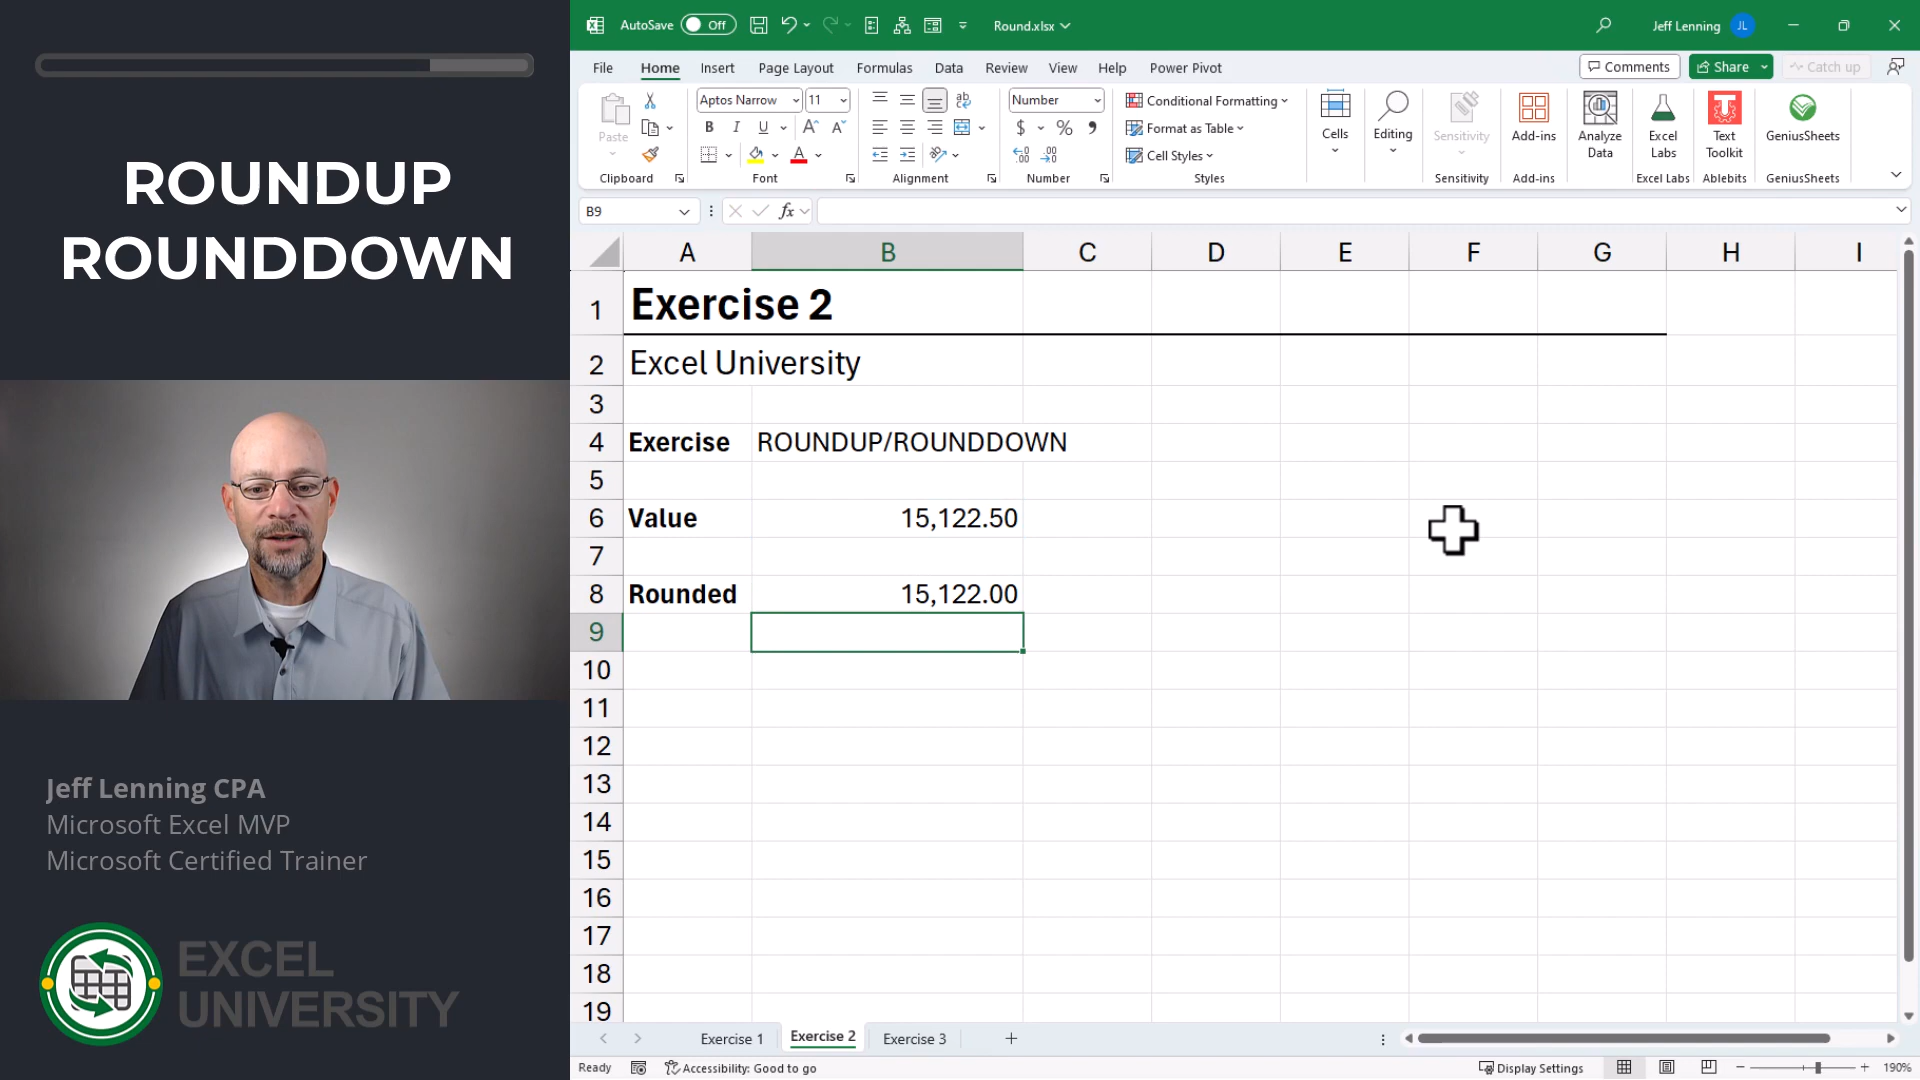 ROUNDUP
ROUNDDOWN
Jeff Lenning CPA
Microsoft Excel MVP
Microsoft Certified Trainer
EXCEL
UNIVERSITY
AutoSave Off Round.xlsx Jeff Lenning JL
File Home Insert Page Layout Formulas Data Review View Help Power Pivot Comments Share Catch up
Paste
Clipboard
Aptos Narrow 11
B I U A A
A
Font
ab
Alignment
Number
$ % 9
Number
Conditional Formatting
Format as Table
Cell Styles
Styles
Cells
Editing
Sensitivity
Sensitivity
Add-ins
Add-ins
Analyze
Data
Excel
Labs
Excel Labs
Text
Toolkit
Ablebits
GeniusSheets
GeniusSheets
B9 fx
A B C D E F G H I
1 Exercise 2
2 Excel University
3
4 Exercise ROUNDUP/ROUNDDOWN
5
6 Value 15,122.50
7
8 Rounded 15,122.00
9
10
11
12
13
14
15
16
17
18
19
Exercise 1 Exercise 2 Exercise 3
Ready Accessibility: Good to go Display Settings 190%